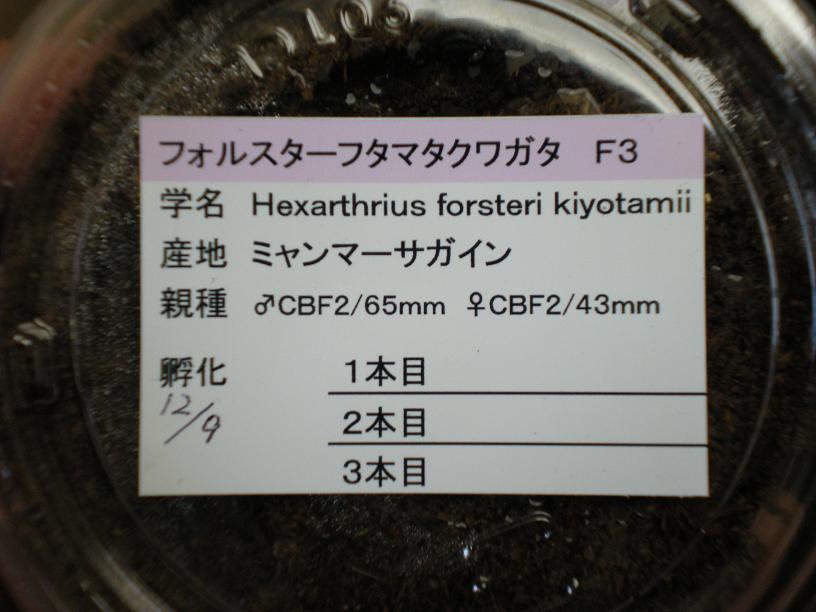 フォルスターフタマタクワガタ F3
学名 Hexarthrius forsteri kiyotamii
産地 ミャンマーサガイン
親種 ♂CBF2/65mm ♀CBF2/43mm
孵化 1本目
12/9
2本目
3本目